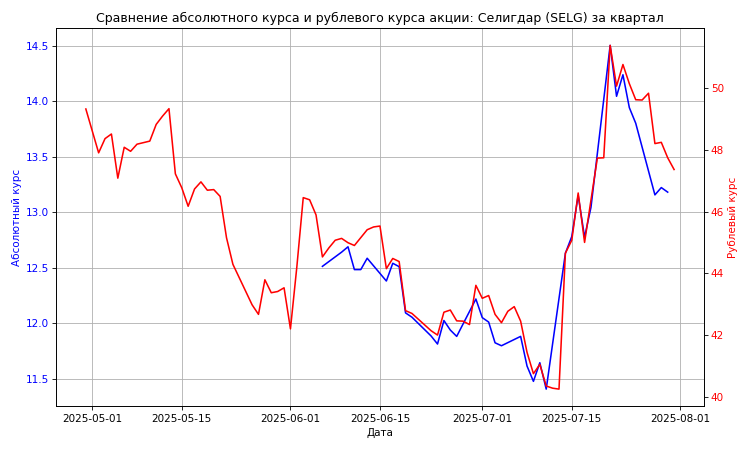 Сравнение абсолютного курса и рублевого курса акции: Селигдар (SELG) за квартал
14.5
14.0
13.5
13.0
12.5
12.0
11.5
Абсолютный курс
50
48
46
44
42
40
Рублевый курс
2025-05-01 2025-05-15 2025-06-01 2025-06-15 2025-07-01 2025-07-15 2025-08-01
Дата